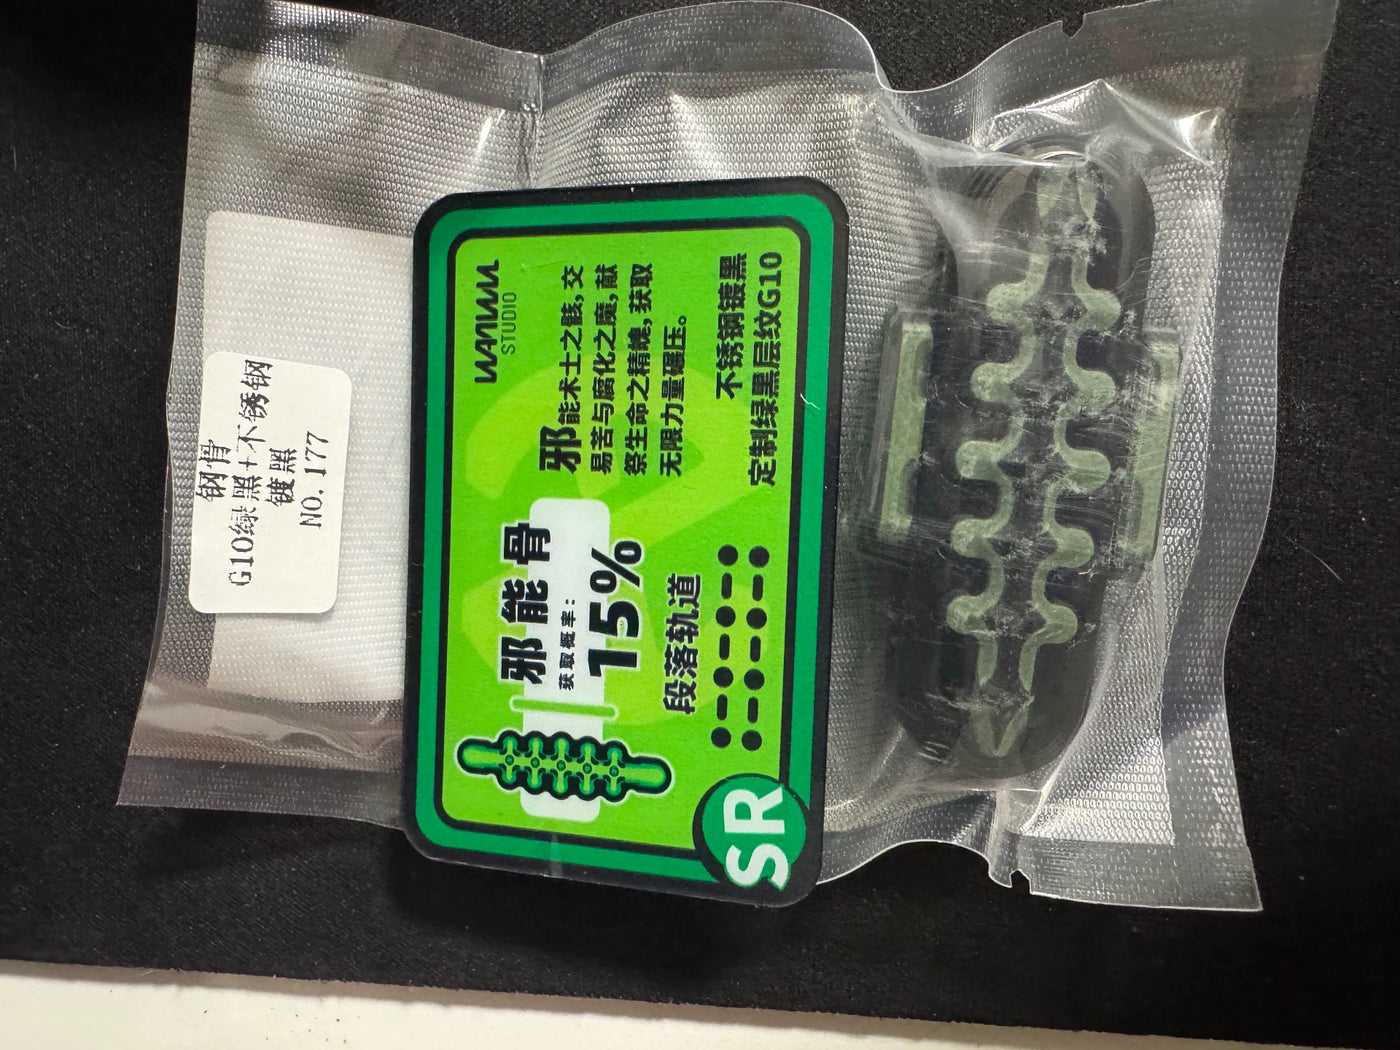 钢骨
G10绿黑+不锈钢
镀黑
NO.177
WANWU
STUDIO
邪能骨
获取概率：
15%
邪能术士之骸,交
易苦与腐化之魔,献
祭生命之精魄,获取
无限力量碾压。
段落轨道
不锈钢镀黑
定制绿黑层纹G10
SR